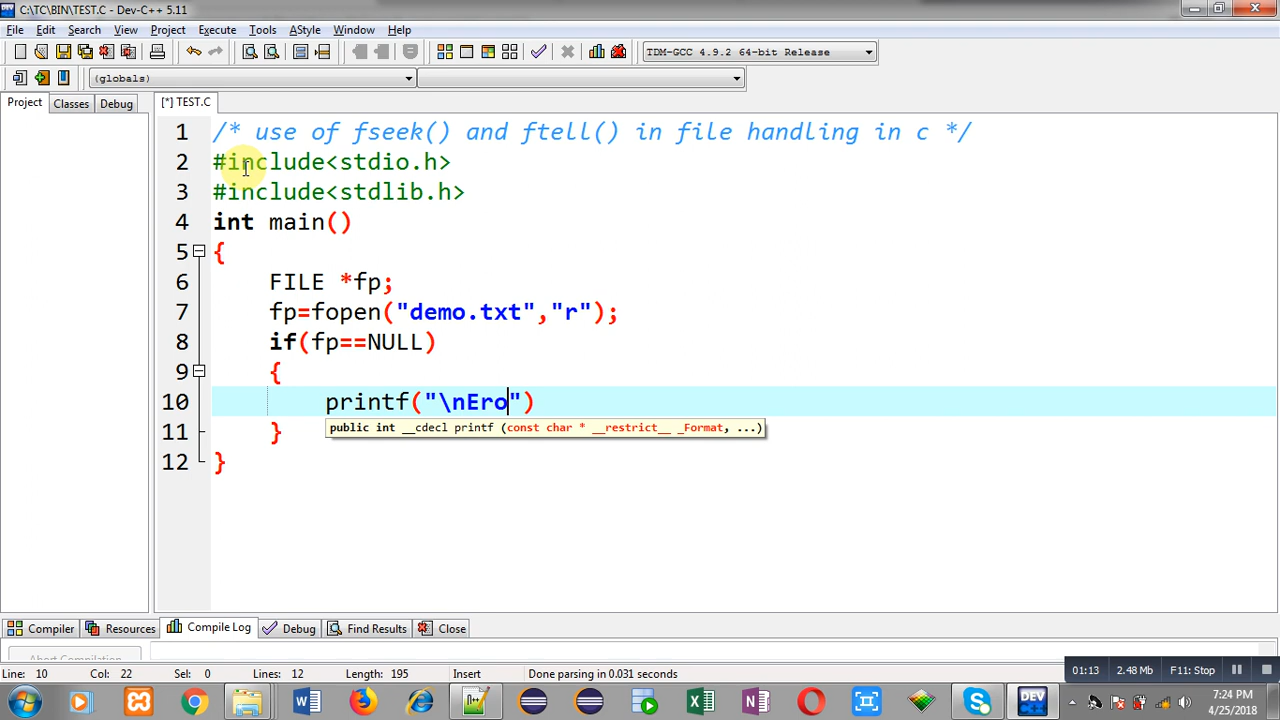 C:\TC\BIN\TEST.C - Dev-C++ 5.11
File Edit Search View Project Execute Tools AStyle Window Help
TDM-GCC 4.9.2 64-bit Release
(globals)
Project Classes Debug
[*] TEST.C
1 /* use of fseek() and ftell() in file handling in c */
2 #include<stdio.h>
3 #include<stdlib.h>
4 int main()
5 {
6 FILE *fp;
7 fp=fopen("demo.txt","r");
8 if(fp==NULL)
9 {
10 printf("\nEro")
public int __cdecl printf (const char * __restrict__ _Format, ...)
11 }
12 }
Compiler Resources Compile Log Debug Find Results Close
Abort Compilation
Line: 10 Col: 22 Sel: 0 Lines: 12 Length: 195 Insert Done parsing in 0.031 seconds
01:13 2.48 Mb F11: Stop
DEV
7:24 PM
4/25/2018